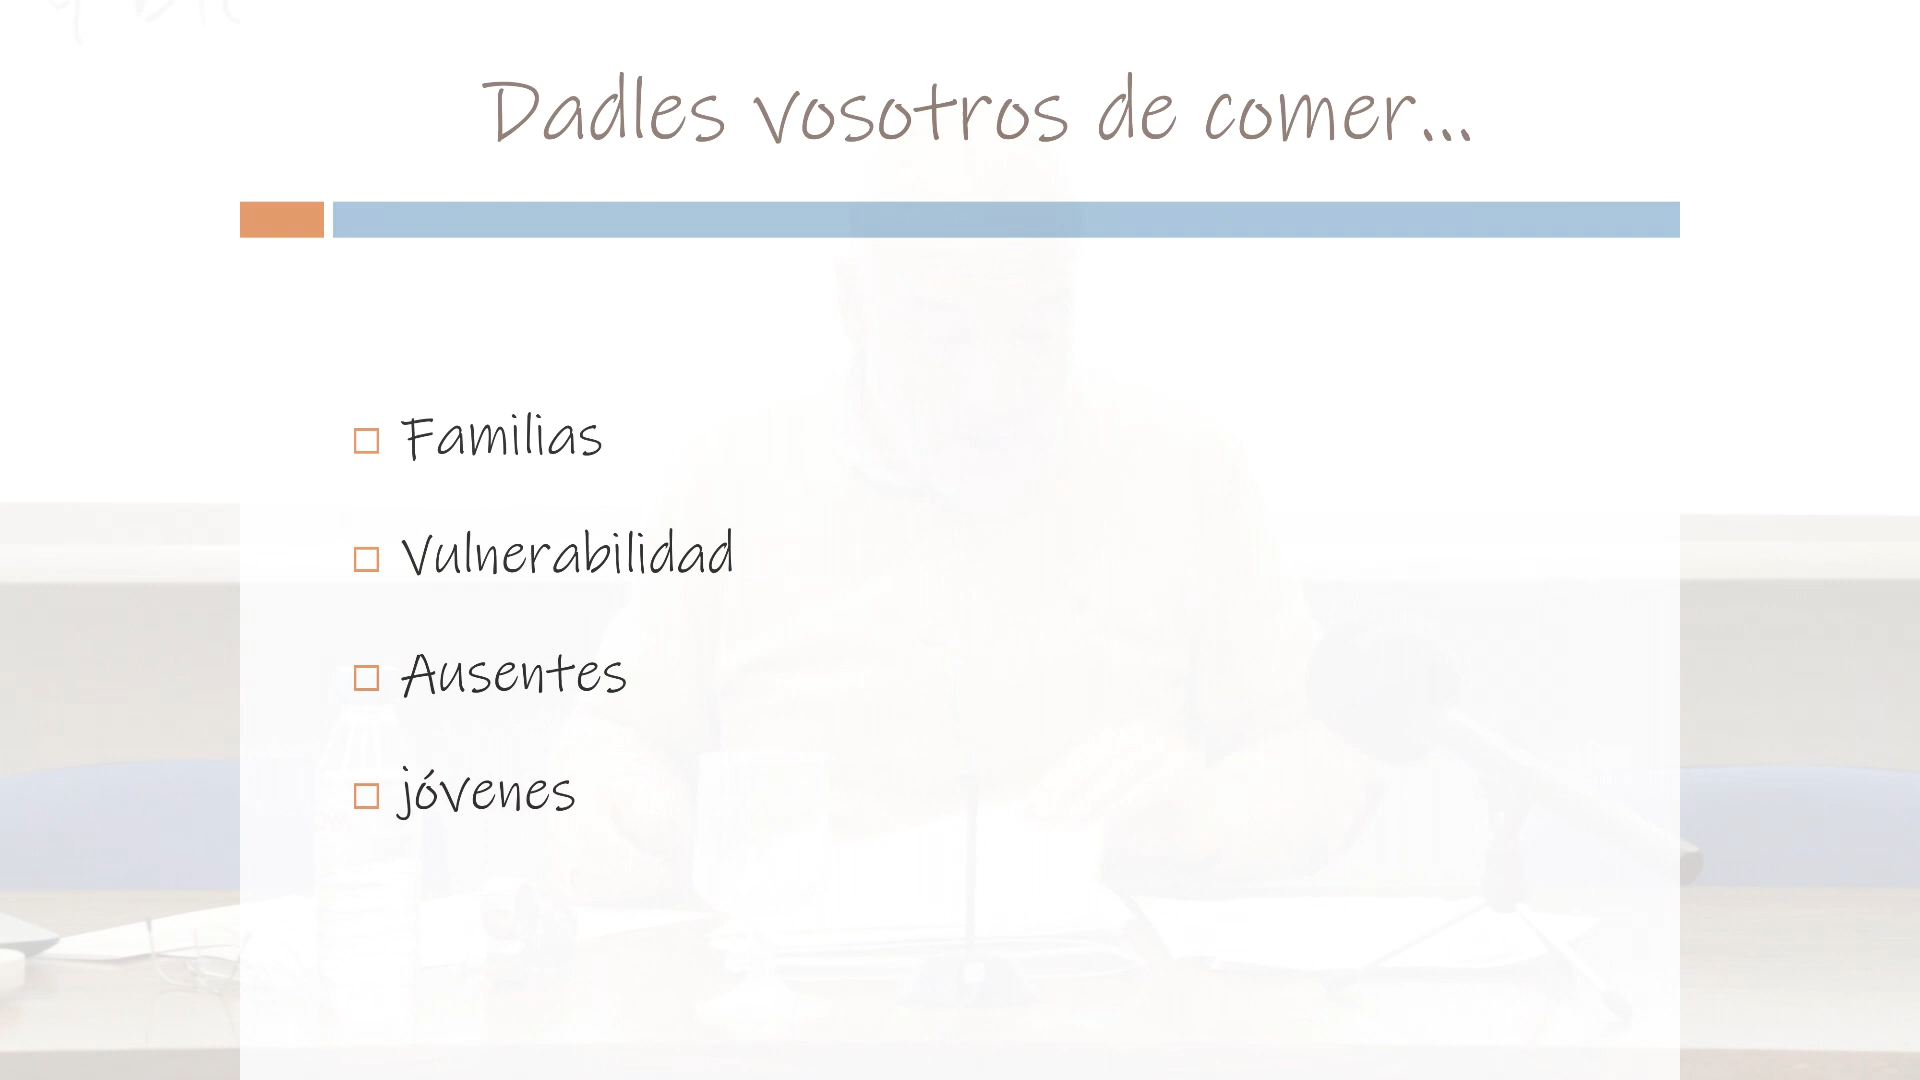 Dadles vosotros de comer...
Familias
Vulnerabilidad
Ausentes
jóvenes